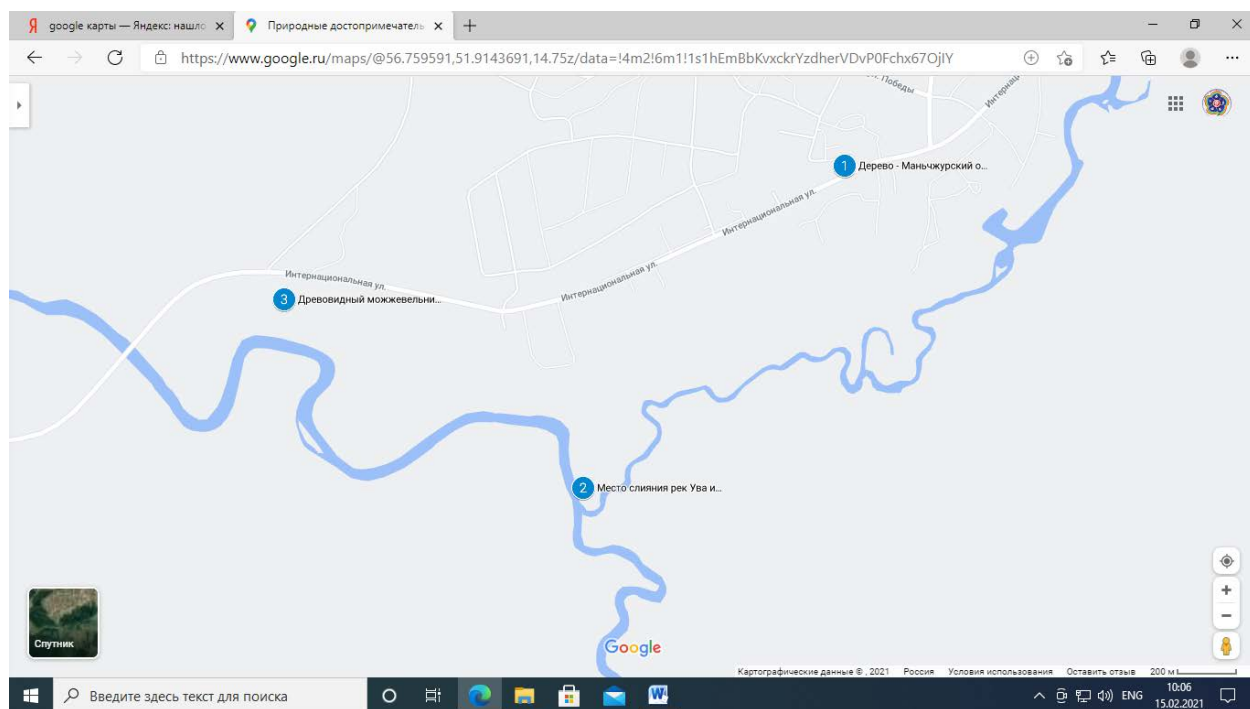 Я google карты — Яндекс: нашло
Природные достопримечатель
https://www.google.ru/maps/@56.759591,51.9143691,14.75z/data=!4m2!6m1!1s1hEmBbKvxckrYzdherVDvP0Fchx67OjIY
Победы
Интернац
1 Дерево - Маньчжурский о...
Интернациональная ул.
Интернациональная ул.
3 Древовидный можжевельни...
Интернациональная ул.
2 Место слияния рек Ува и...
Спутник
Google
Картографические данные ©, 2021 Россия Условия использования Оставить отзыв 200 м
Введите здесь текст для поиска
W
ENG
10:06
15.02.2021